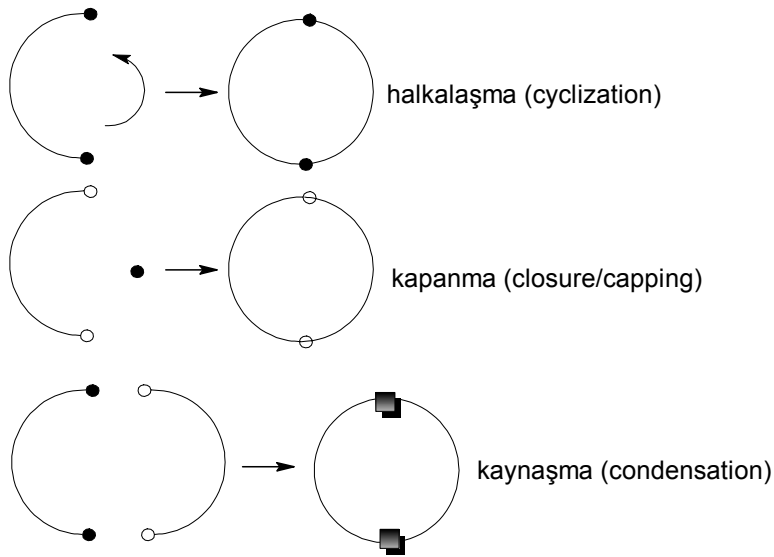 halkalaşma (cyclization)
kapanma (closure/capping)
kaynaşma (condensation)